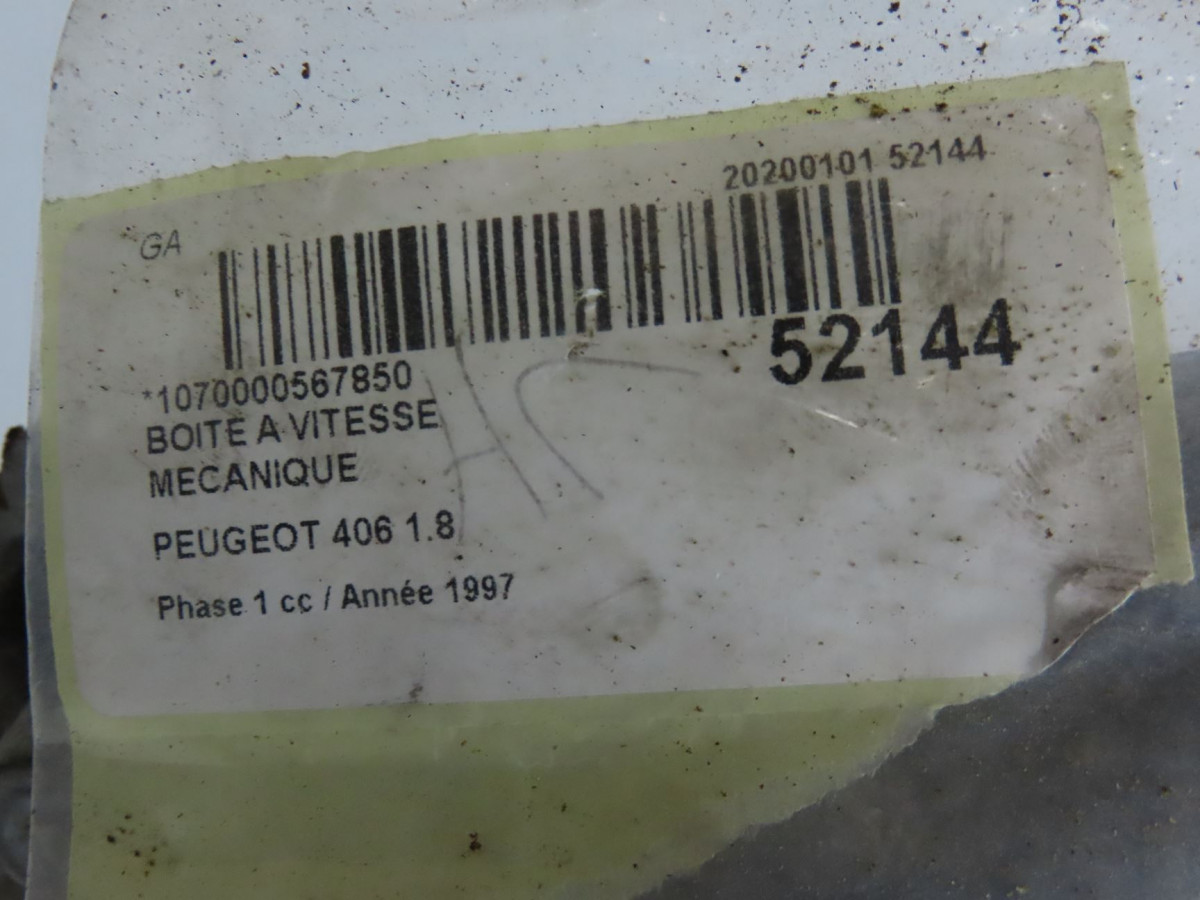 20200101 52144
GA
52144
*1070000567850
BOITE A VITESSE
MECANIQUE
PEUGEOT 406 1.8
Phase 1 cc / Année 1997